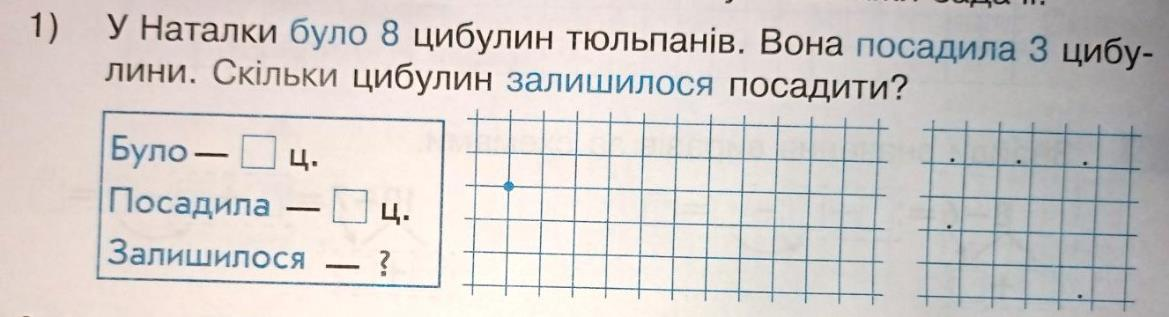 1) У Наталки було 8 цибулин тюльпанів. Вона посадила 3 цибу-
лини. Скільки цибулин залишилося посадити?
Було — ц.
Посадила — ц.
Залишилося — ?